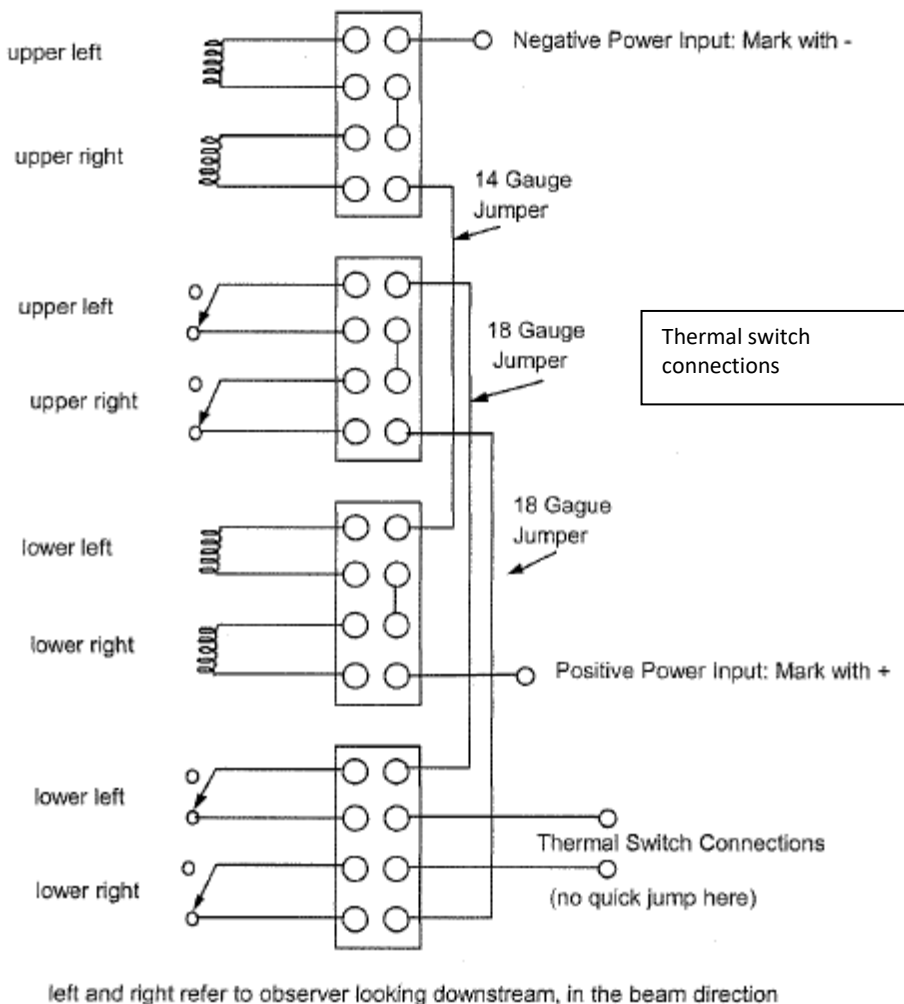 upper left
Negative Power Input: Mark with -
upper right
14 Gauge
Jumper
upper left
18 Gauge
Jumper
Thermal switch
connections
upper right
18 Gague
Jumper
lower left
lower right
Positive Power Input: Mark with +
lower left
Thermal Switch Connections
lower right
(no quick jump here)
left and right refer to observer looking downstream, in the beam direction